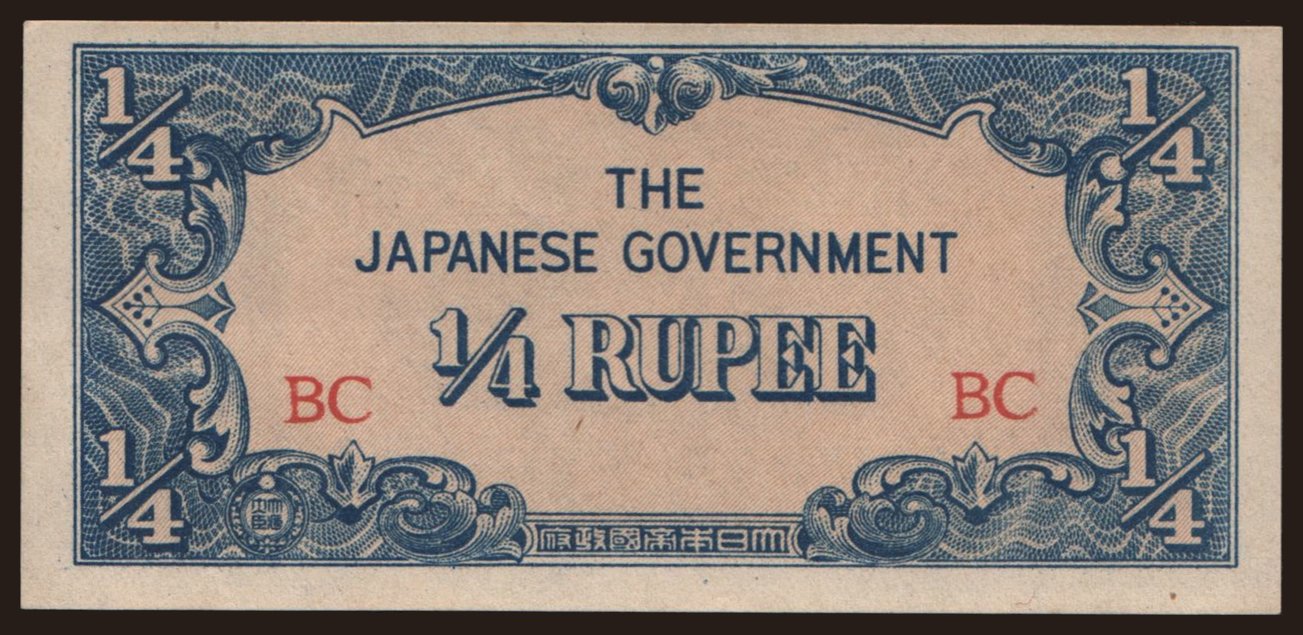 1/4
1/4
THE
JAPANESE GOVERNMENT
1/4 RUPEE
BC
BC
1/4
1/4
府政國帝本日大